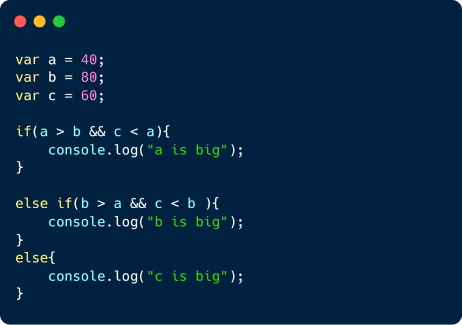 var a = 40;
var b = 80;
var c = 60;
if(a > b && c < a){
    console.log("a is big");
}
else if(b > a && c < b ){
    console.log("b is big");
}
else{
    console.log("c is big");
}